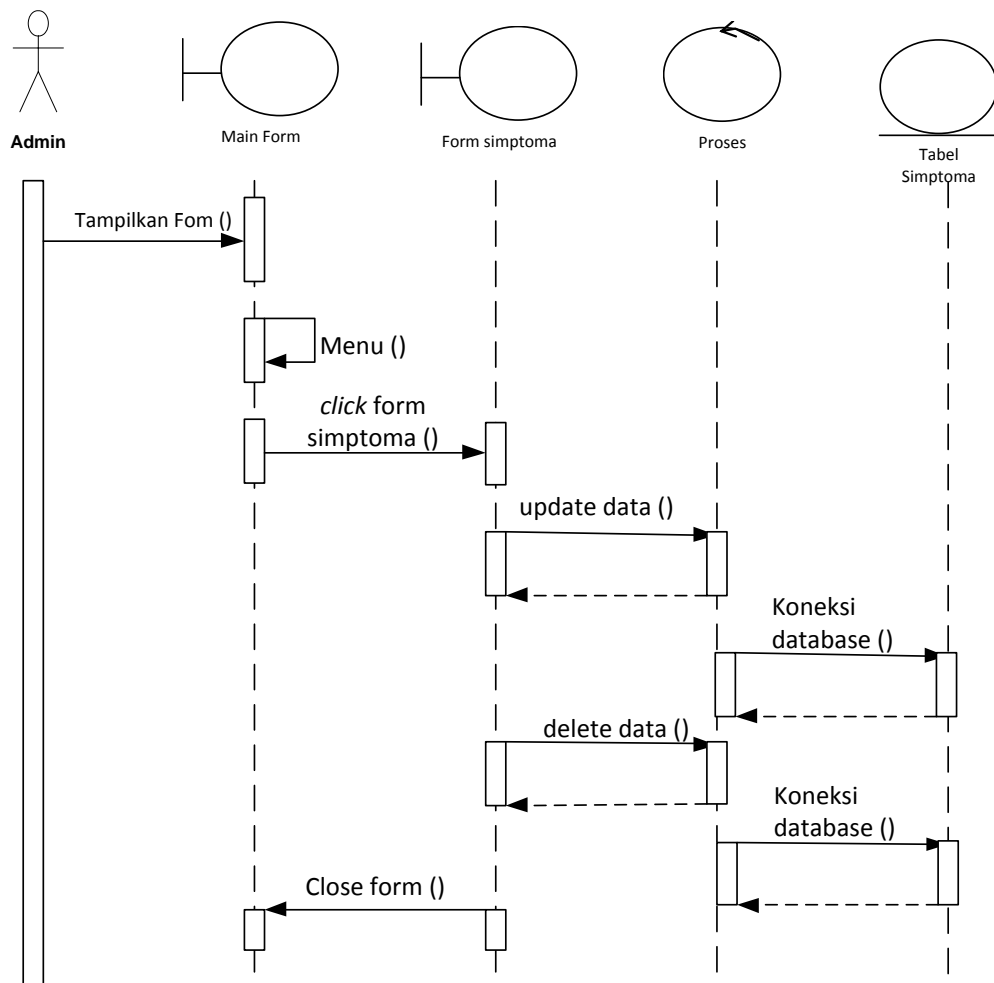 Admin
Main Form
Form simptoma
Proses
Tabel
Simptoma
Tampilkan Fom ()
Menu ()
click form
simptoma ()
update data ()
Koneksi
database ()
delete data ()
Koneksi
database ()
Close form ()